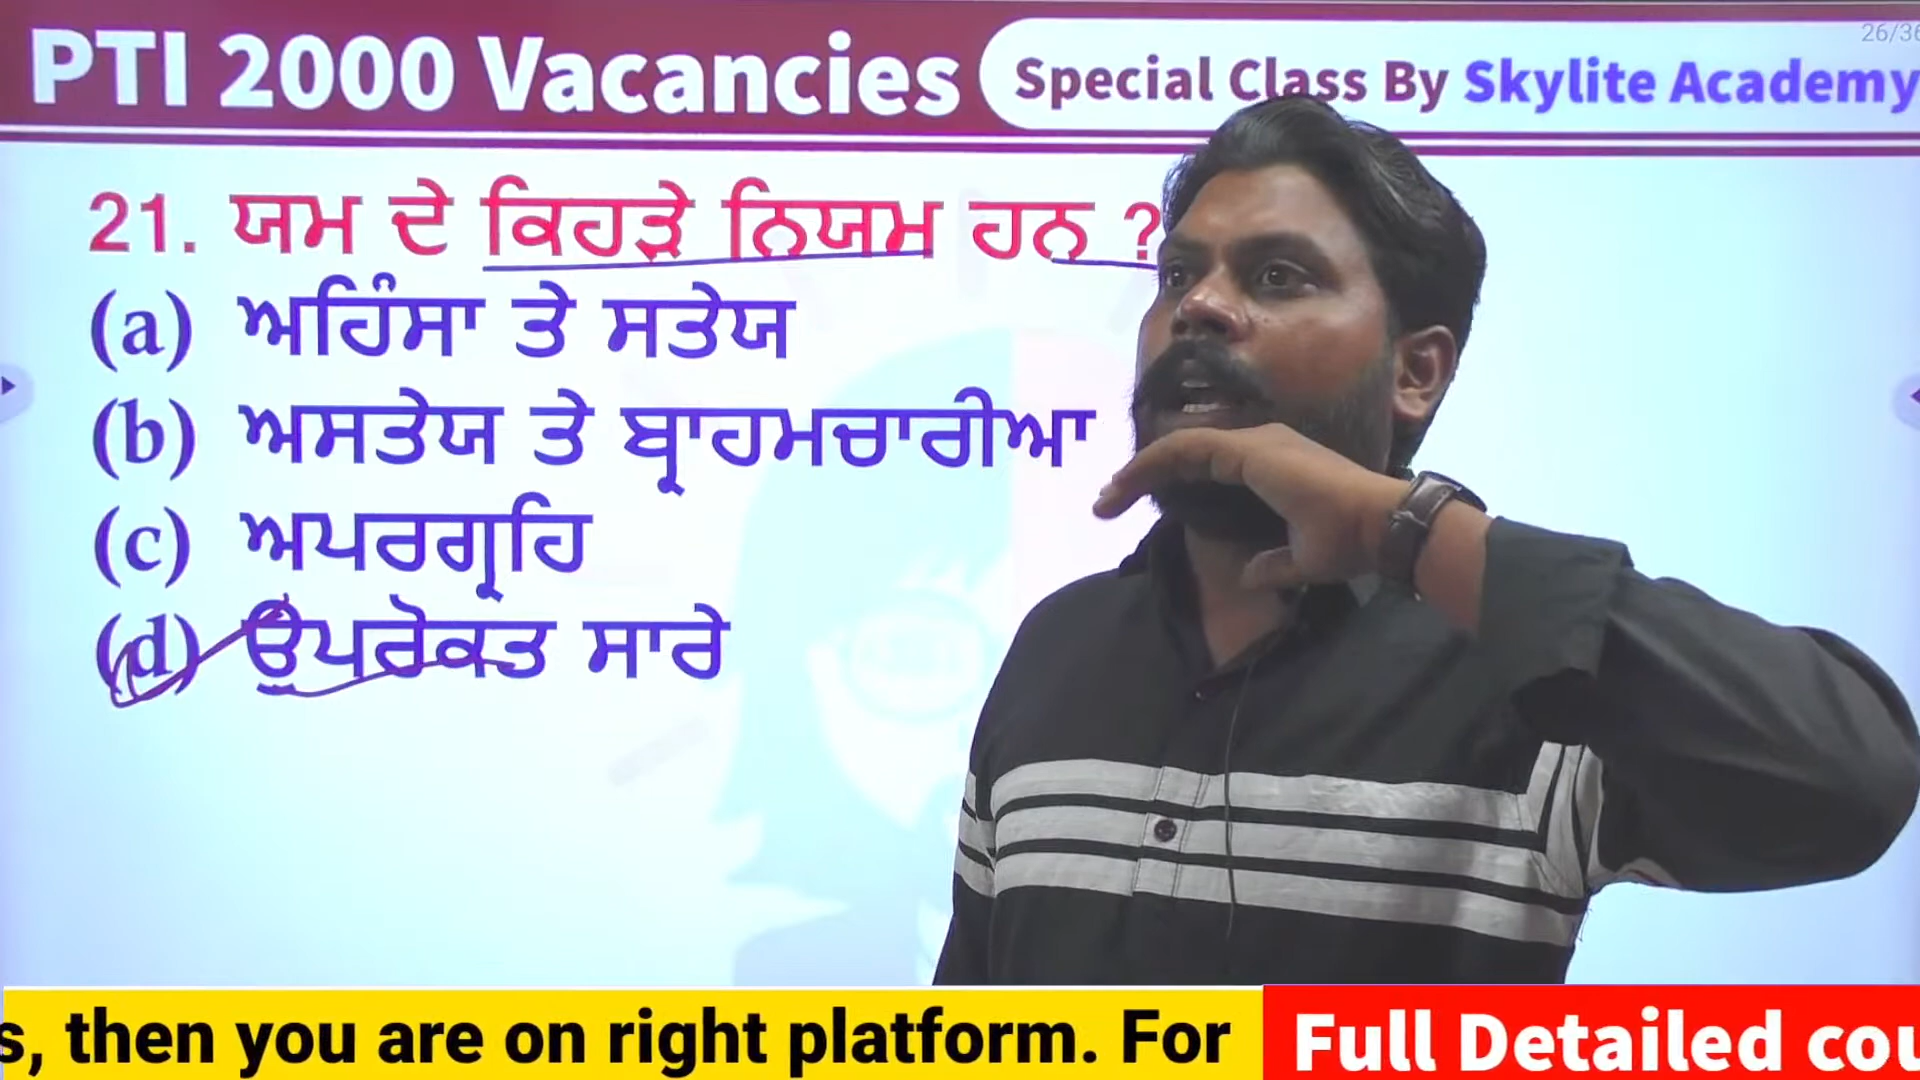 PTI 2000 Vacancies
Special Class By Skylite Academy
26/36
21. ਯਮ ਦੇ ਕਿਹੜੇ ਨਿਯਮ ਹਨ ?
(a) ਅਹਿੰਸਾ ਤੇ ਸਤੇਯ
(b) ਅਸਤੇਯ ਤੇ ਬ੍ਰਾਹਮਚਾਰੀਆ
(c) ਅਪਰਗ੍ਰਹਿ
(d) ਉਪਰੋਕਤ ਸਾਰੇ
s, then you are on right platform. For
Full Detailed cou